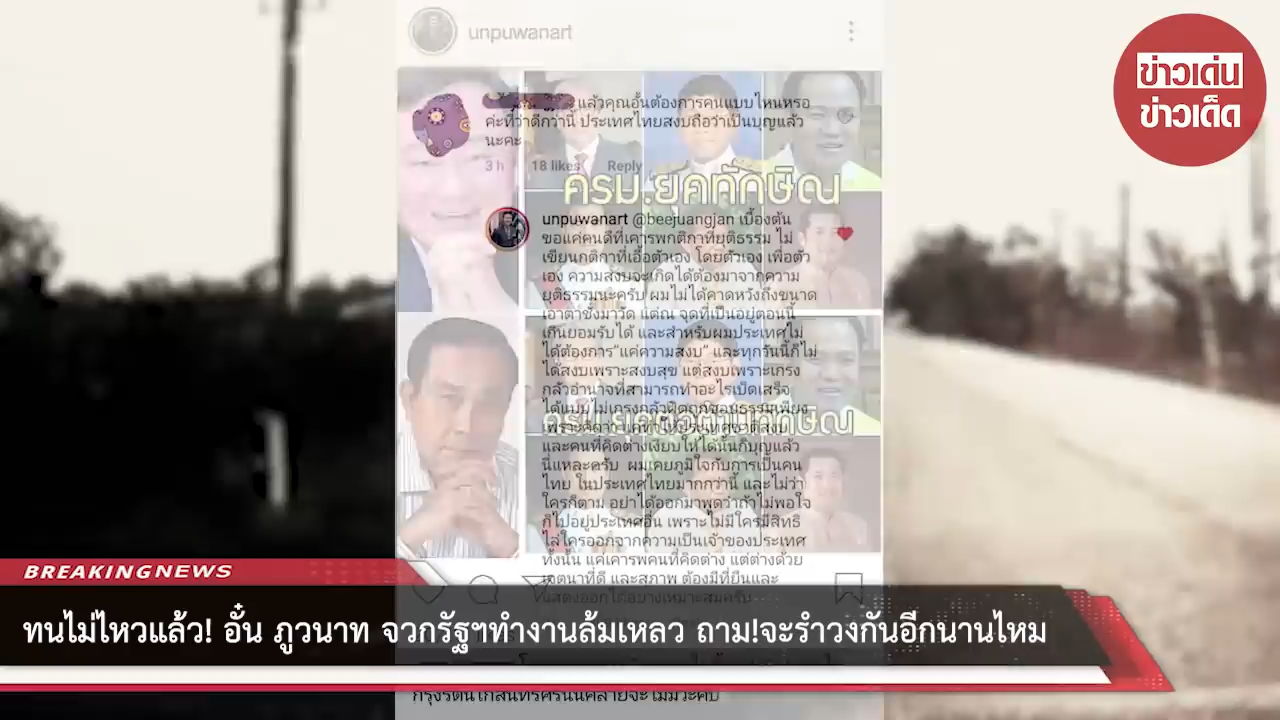 unpuwanart
ข่าวเด่น
ข่าวเด็ด
แล้วคุณอั้นต้องการคนแบบไหนหรอ
ค่ะที่ว่าดีกว่านี้ ประเทศไทยสงบถือว่าเป็นบุญแล้ว
นะคะ
3 h 18 likes Reply
ครม.ยุคทักษิณ
unpuwanart @beejuangjan เบื้องต้น
ขอแค่คนดีที่เคารพกติกาที่ยุติธรรม ไม่
เขียนกติกาที่เอื้อตัวเอง โดยตัวเอง เพื่อตัว
เอง ความสงบจะเกิดได้ต้องมาจากความ
ยุติธรรมนะครับ ผมไม่ได้คาดหวังถึงขนาด
เอาตาชั่งมาวัด แต่ณ จุดที่เป็นอยู่ตอนนี้
เกินยอมรับได้ และสำหรับผมประเทศไม่
ได้ต้องการ“แค่ความสงบ” และทุกวันนี้ก็ไม่
ได้สงบเพราะสงบสุข แต่สงบเพราะเกรง
กลัวอำนาจที่สามารถทำอะไรเบ็ดเสร็จ
ได้แบบไม่เกรงกลัวผิดถูกชอบธรรมเพียง
และคนที่คิดต่างเงียบให้ได้นั้นก็บุญแล้ว
นี่แหละครับ ผมเคยภูมิใจกับการเป็นคน
ไทย ในประเทศไทยมากกว่านี้ และไม่ว่า
ใครก็ตาม อย่าได้ออกมาพูดว่าถ้าไม่พอใจ
ก็ไปอยู่ประเทศอื่น เพราะไม่มีใครมีสิทธิ
ไล่ใครออกจากความเป็นเจ้าของประเทศ
ทั้งนั้น แค่เคารพคนที่คิดต่าง แต่ต่างด้วย
เจตนาที่ดี และสุภาพ ต้องมีที่ยืนและ
แสดงออกได้อย่างเหมาะสมครับ
BREAKING NEWS
ทนไม่ไหวแล้ว! อั๋น ภูวนาท จวกรัฐฯทำงานล้มเหลว ถาม!จะรำวงกันอีกนานไหม